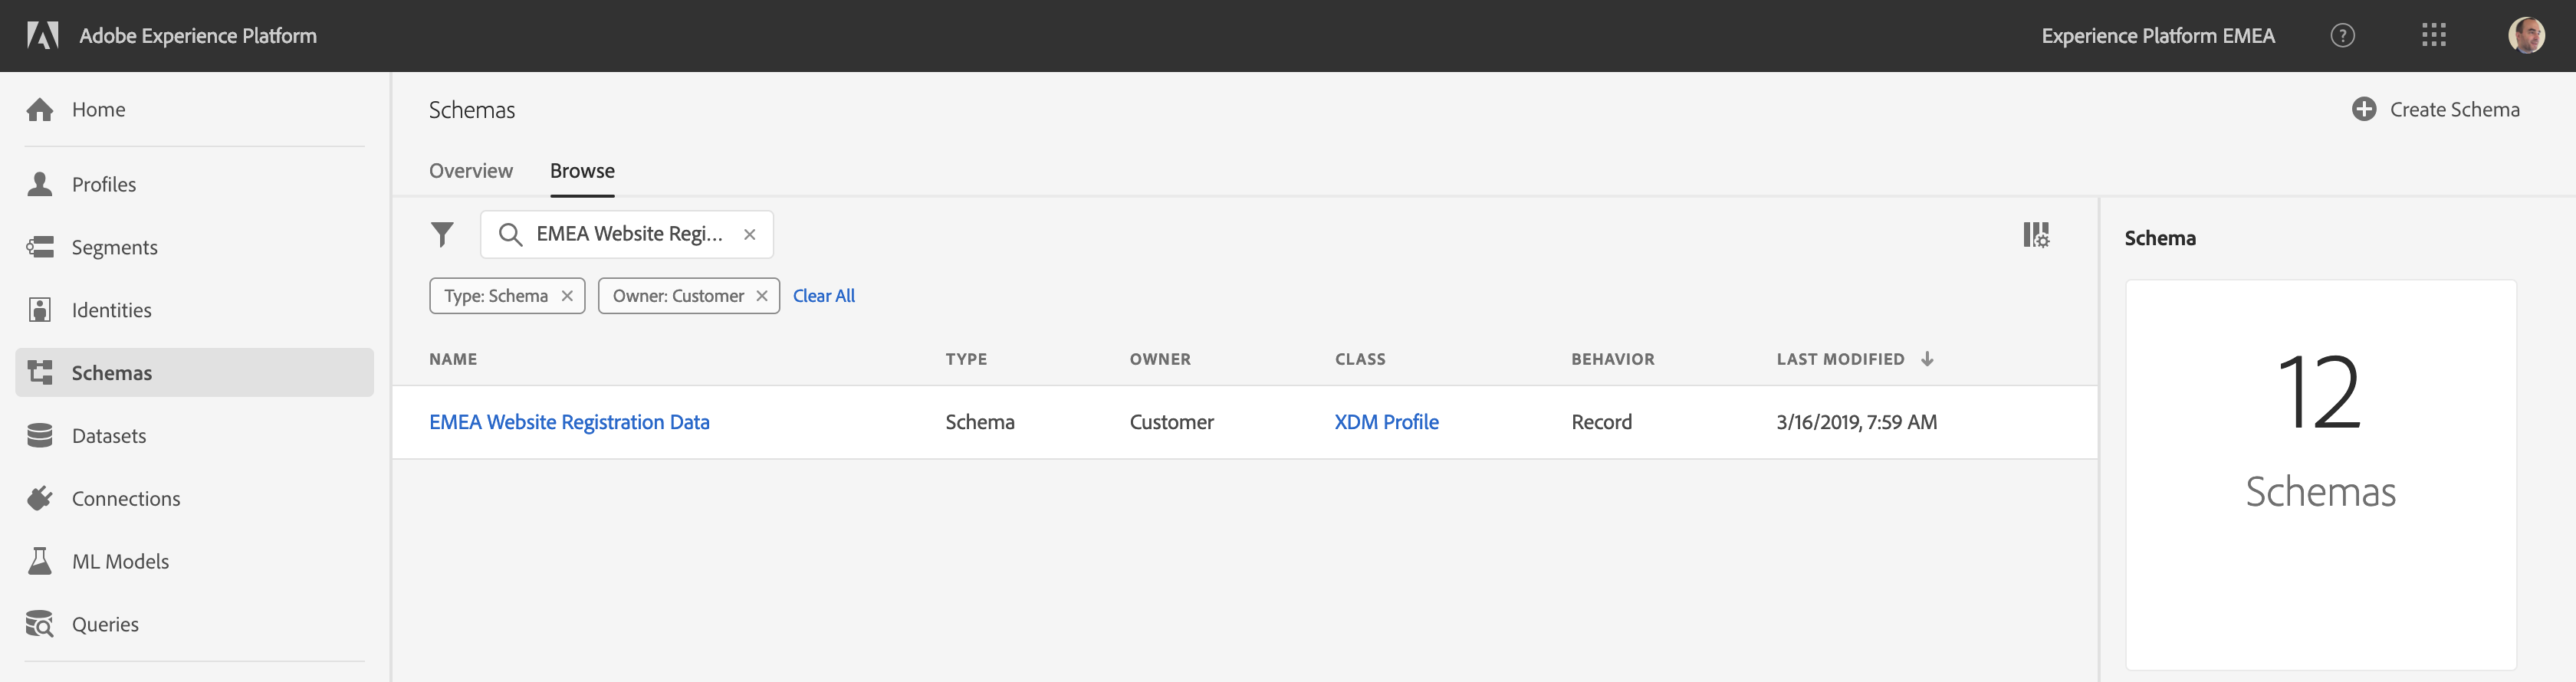 Adobe Experience Platform
Experience Platform EMEA
?
Home
Profiles
Segments
Identities
Schemas
Datasets
Connections
ML Models
Queries
Schemas
Create Schema
Overview
Browse
EMEA Website Regi...
Type: Schema
Owner: Customer
Clear All
NAME TYPE OWNER CLASS BEHAVIOR LAST MODIFIED
EMEA Website Registration Data Schema Customer XDM Profile Record 3/16/2019, 7:59 AM
Schema
12
Schemas